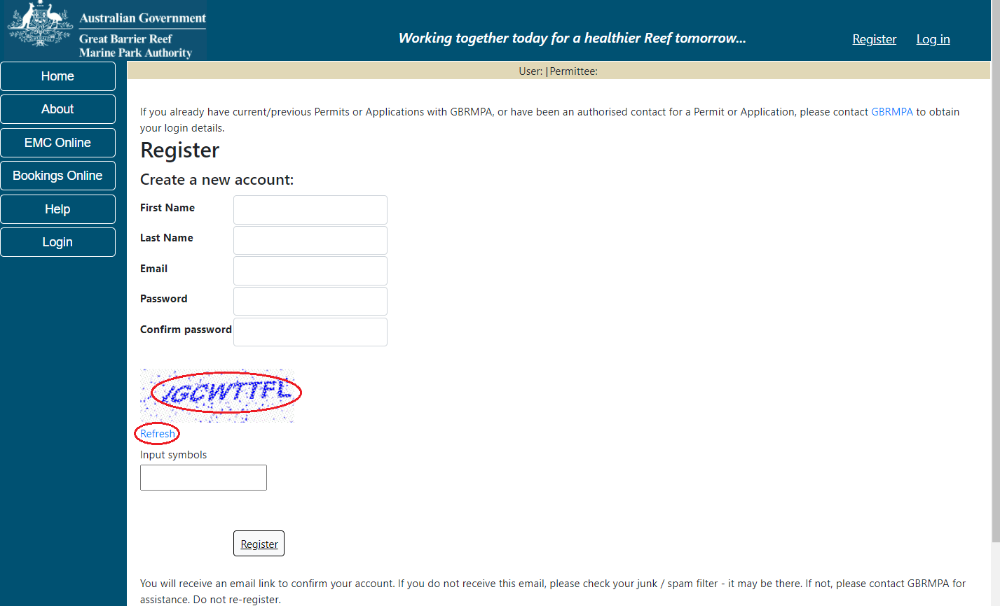 Australian Government
Great Barrier Reef
Marine Park Authority
Working together today for a healthier Reef tomorrow...
Register
Log in
Home
About
EMC Online
Bookings Online
Help
Login
User: | Permittee:
If you already have current/previous Permits or Applications with GBRMPA, or have been an authorised contact for a Permit or Application, please contact GBRMPA to obtain
your login details.
Register
Create a new account:
First Name
Last Name
Email
Password
Confirm password
Refresh
Input symbols
Register
You will receive an email link to confirm your account. If you do not receive this email, please check your junk / spam filter - it may be there. If not, please contact GBRMPA for
assistance. Do not re-register.